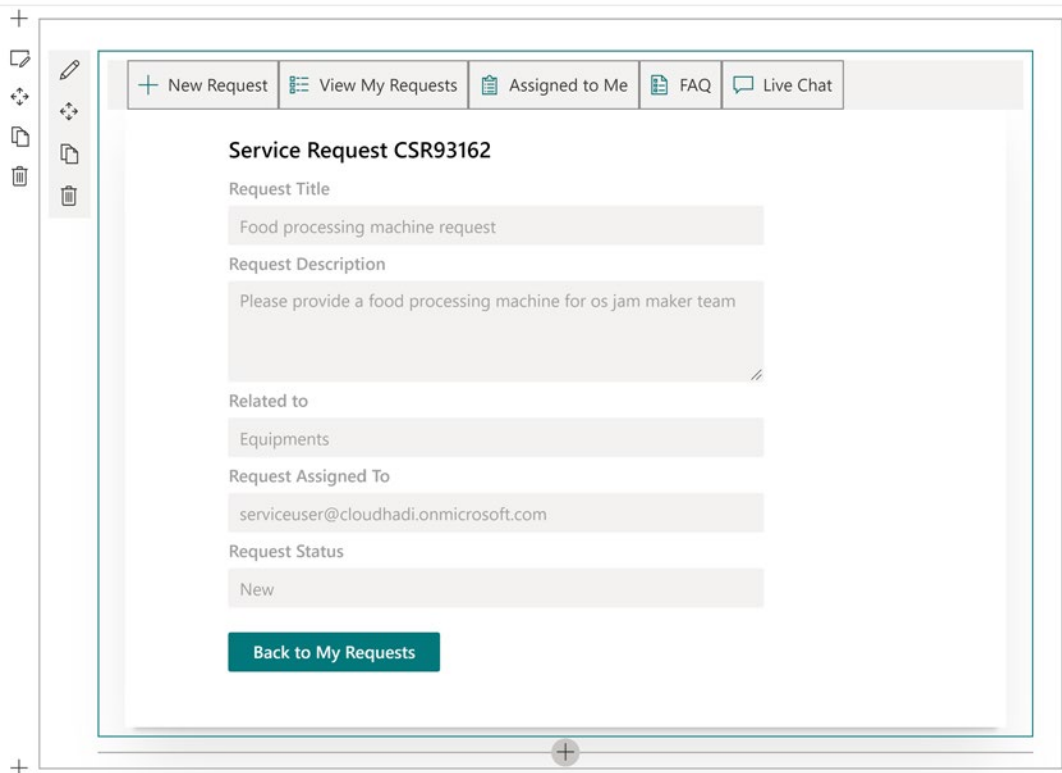 New Request View My Requests Assigned to Me FAQ Live Chat
Service Request CSR93162
Request Title
Food processing machine request
Request Description
Please provide a food processing machine for os jam maker team
Related to
Equipments
Request Assigned To
serviceuser@cloudhadi.onmicrosoft.com
Request Status
New
Back to My Requests